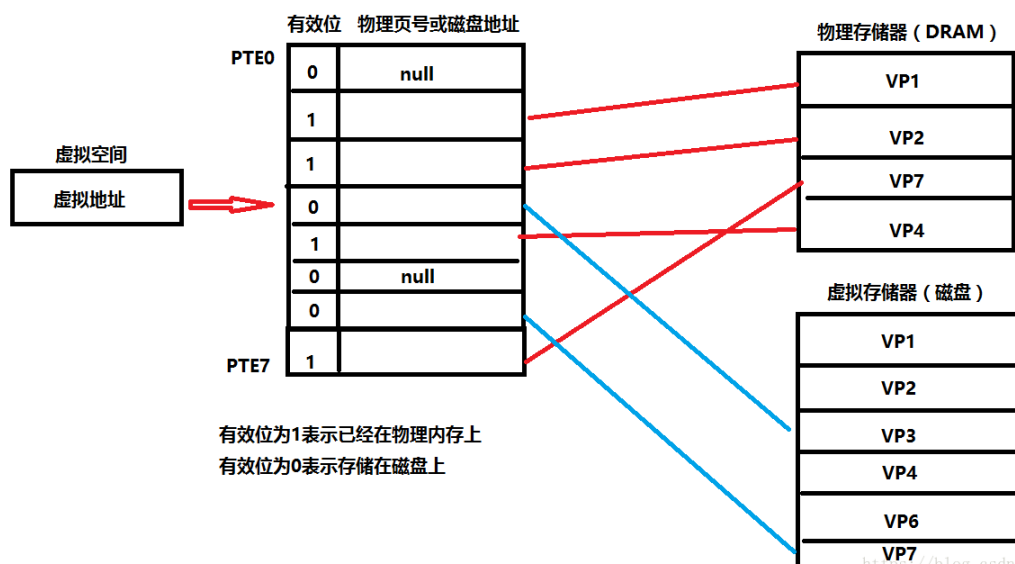 有效位 物理页号或磁盘地址
PTE0
0 null
1
1
0
1
0 null
0
1
PTE7
虚拟空间
虚拟地址
有效位为1表示已经在物理内存上
有效位为0表示存储在磁盘上
物理存储器（DRAM）
VP1
VP2
VP7
VP4
虚拟存储器（磁盘）
VP1
VP2
VP3
VP4
VP6
VP7